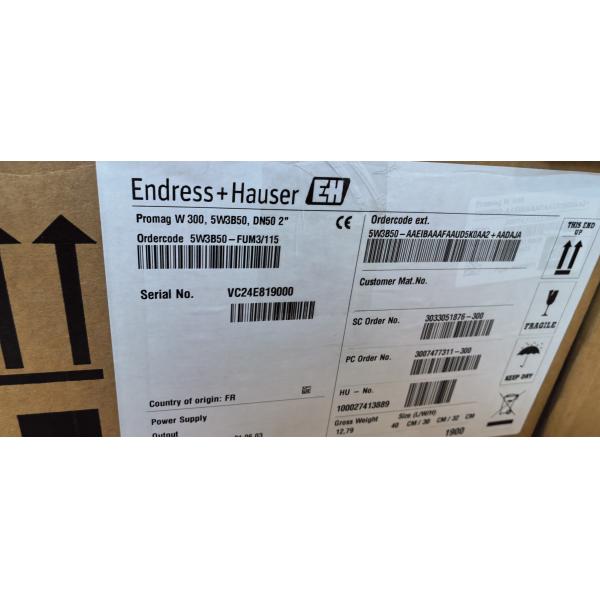 Endress+Hauser EH
Promag W 300, 5W3B50, DN50 2"
Ordercode 5W3B50-FUM3/115
Serial No. VC24E819000
Country of origin: FR
Power Supply
Output
CE
Ordercode ext.
5W3B50-AAEIBAAAFAAUD5K0AA2+AADAJA
Customer Mat.No.
SC Order No. 3033051876-300
PC Order No. 3007477311-300
HU - No.
100027413889
Gross Weight
12,79
Size (L/W/H)
40 CM / 30 CM / 32 CM
1900
THIS END
UP
FRAGILE
KEEP DRY